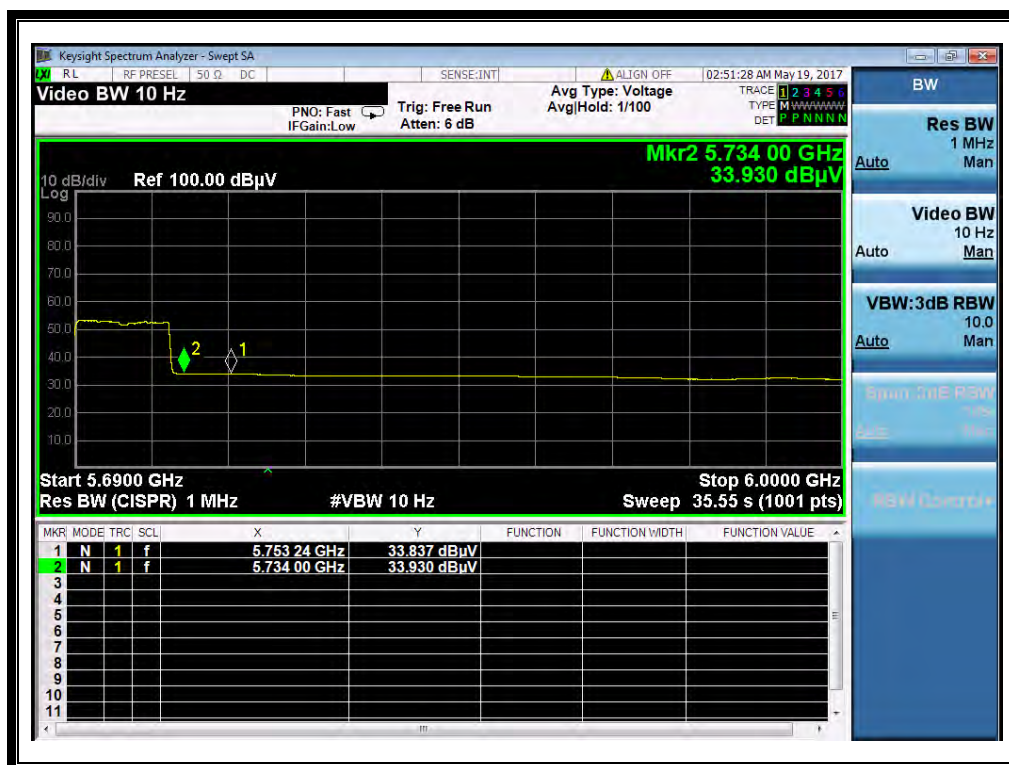 Keysight Spectrum Analyzer - Swept SA
LXI RL RF PRESEL 50 Ω DC SENSE:INT ALIGN OFF 02:51:28 AM May 19, 2017
Video BW 10 Hz
PNO: Fast
IFGain:Low
Trig: Free Run
Atten: 6 dB
Avg Type: Voltage
Avg|Hold: 1/100
TRACE 1 2 3 4 5 6
TYPE M WWWWW
DET P P N N N N
Mkr2 5.734 00 GHz
33.930 dBµV
10 dB/div Ref 100.00 dBµV
Log
90.0
80.0
70.0
60.0
50.0
40.0
30.0
20.0
10.0
2
1
Start 5.6900 GHz Stop 6.0000 GHz
Res BW (CISPR) 1 MHz #VBW 10 Hz Sweep 35.55 s (1001 pts)
MKR MODE TRC SCL X Y FUNCTION FUNCTION WIDTH FUNCTION VALUE
1 N 1 f 5.753 24 GHz 33.837 dBµV
2 N 1 f 5.734 00 GHz 33.930 dBµV
3
4
5
6
7
8
9
10
11
BW
Res BW
1 MHz
Auto Man
Video BW
10 Hz
Auto Man
VBW:3dB RBW
10.0
Auto Man
Span:3dB RBW
RBW Control